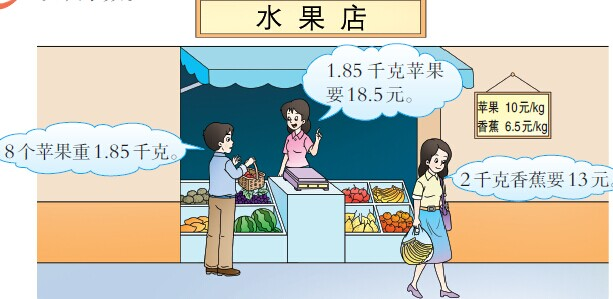 水果店
1.85千克苹果
要18.5元。
苹果 10元/kg
香蕉 6.5元/kg
8个苹果重1.85千克。
2千克香蕉要13元